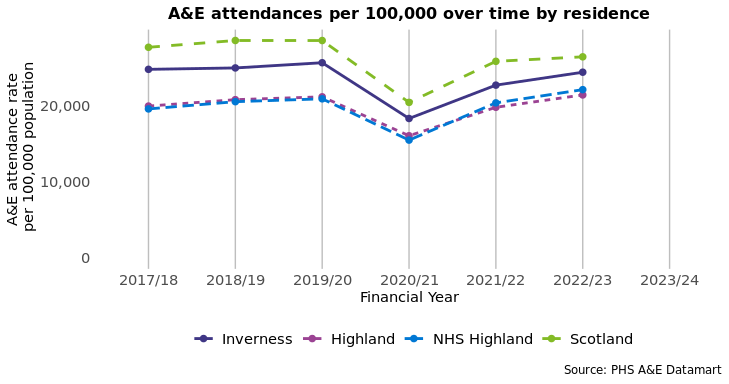 A&E attendances per 100,000 over time by residence
A&E attendance rate
per 100,000 population
20,000
10,000
0
2017/18 2018/19 2019/20 2020/21 2021/22 2022/23 2023/24
Financial Year
Inverness Highland NHS Highland Scotland
Source: PHS A&E Datamart